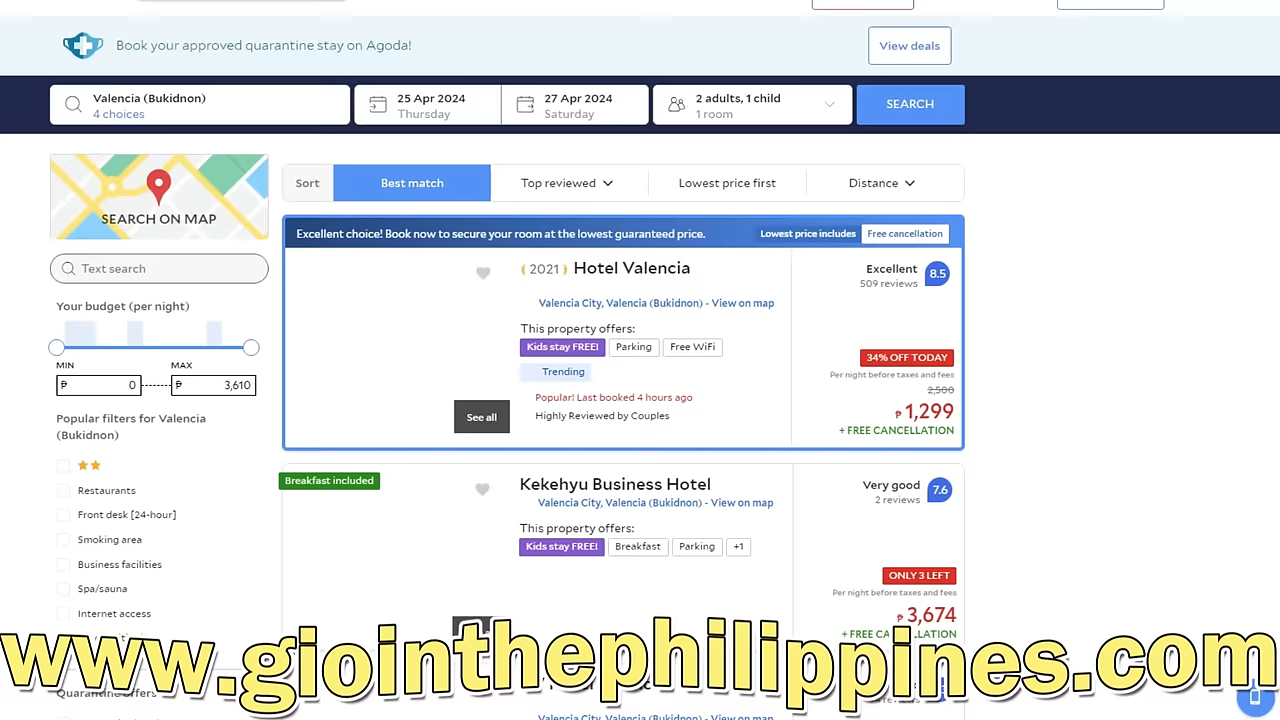 Book your approved quarantine stay on Agoda!
View deals
Valencia (Bukidnon)
4 choices
25 Apr 2024
Thursday
27 Apr 2024
Saturday
2 adults, 1 child
1 room
SEARCH
SEARCH ON MAP
Sort
Best match
Top reviewed
Lowest price first
Distance
Excellent choice! Book now to secure your room at the lowest guaranteed price.
Lowest price includes
Free cancellation
Text search
Your budget (per night)
MIN
MAX
₱ 0
₱ 3,610
Popular filters for Valencia
(Bukidnon)
Restaurants
Front desk [24-hour]
Smoking area
Business facilities
Spa/sauna
Internet access
Quarantine offers
2021 Hotel Valencia
Valencia City, Valencia (Bukidnon) - View on map
This property offers:
Kids stay FREE!
Parking
Free WiFi
Trending
Popular! Last booked 4 hours ago
Highly Reviewed by Couples
See all
Excellent
509 reviews
8.5
34% OFF TODAY
Per night before taxes and fees
2,500
₱ 1,299
+ FREE CANCELLATION
Breakfast included
Kekehyu Business Hotel
Valencia City, Valencia (Bukidnon) - View on map
This property offers:
Kids stay FREE!
Breakfast
Parking
+1
Very good
2 reviews
7.6
ONLY 3 LEFT
Per night before taxes and fees
₱ 3,674
+ FREE CANCELLATION
www.giointhephilippines.com
Valencia City, Valencia (Bukidnon) - View on map